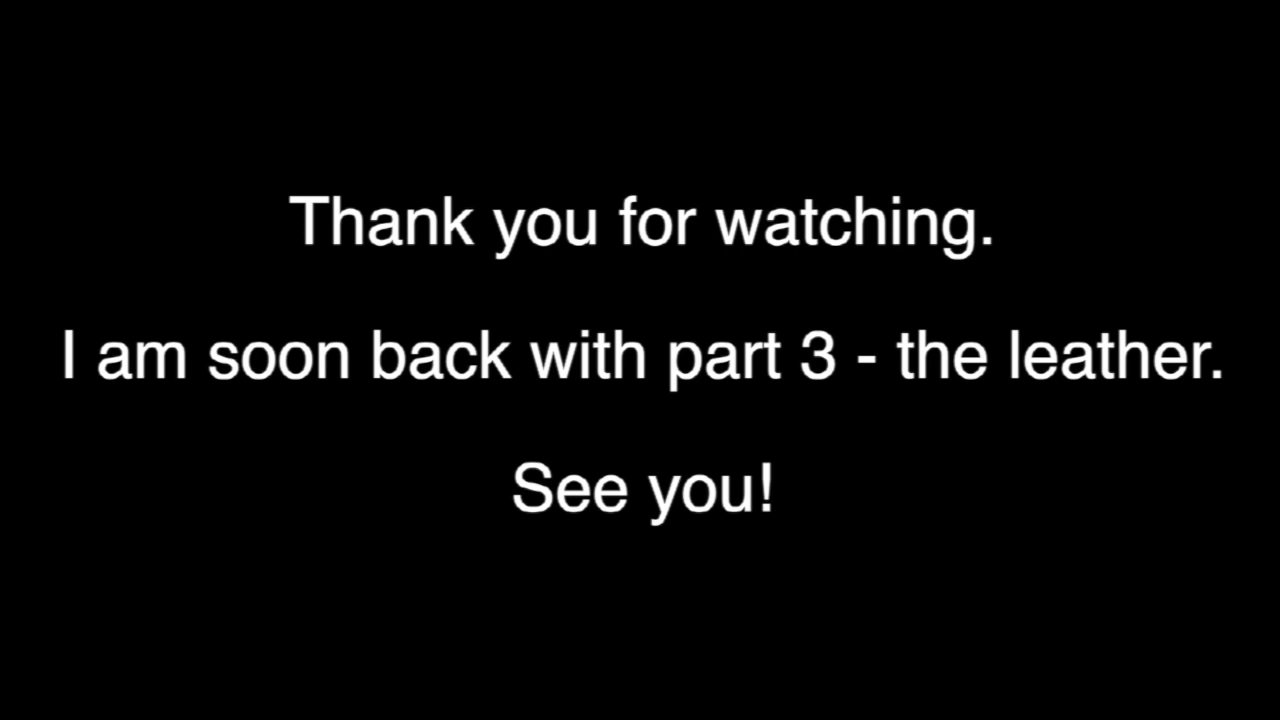 Thank you for watching.
I am soon back with part 3 - the leather.
See you!